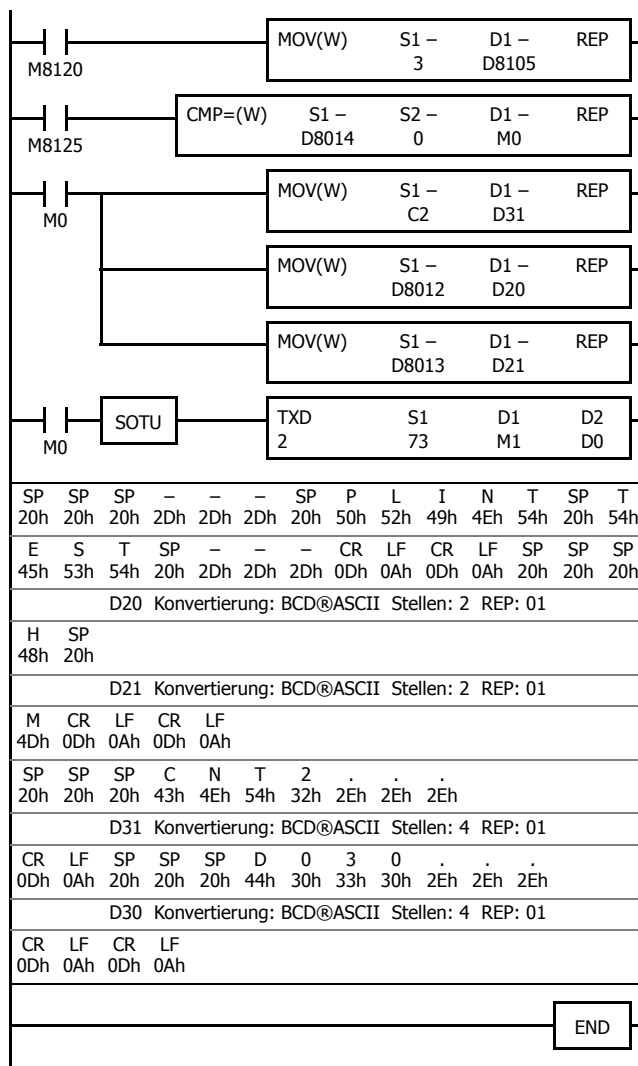 MOV(W) S1 – D1 – REP
3 D8105
M8120
CMP=(W) S1 – S2 – D1 – REP
D8014 0 M0
M8125
MOV(W) S1 – D1 – REP
C2 D31
M0
MOV(W) S1 – D1 – REP
D8012 D20
MOV(W) S1 – D1 – REP
D8013 D21
SOTU
TXD S1 D1 D2
2 73 M1 D0
M0
SP SP SP – – – SP P L I N T SP T
20h 20h 20h 2Dh 2Dh 2Dh 20h 50h 52h 49h 4Eh 54h 20h 54h
E S T SP – – – CR LF CR LF SP SP SP
45h 53h 54h 20h 2Dh 2Dh 2Dh 0Dh 0Ah 0Dh 0Ah 20h 20h 20h
D20 Konvertierung: BCD®ASCII Stellen: 2 REP: 01
H SP
48h 20h
D21 Konvertierung: BCD®ASCII Stellen: 2 REP: 01
M CR LF CR LF
4Dh 0Dh 0Ah 0Dh 0Ah
SP SP SP C N T 2 . . .
20h 20h 20h 43h 4Eh 54h 32h 2Eh 2Eh 2Eh
D31 Konvertierung: BCD®ASCII Stellen: 4 REP: 01
CR LF SP SP SP D 0 3 0 . . .
0Dh 0Ah 20h 20h 20h 44h 30h 33h 30h 2Eh 2Eh 2Eh
D30 Konvertierung: BCD®ASCII Stellen: 4 REP: 01
CR LF CR LF
0Dh 0Ah 0Dh 0Ah
END